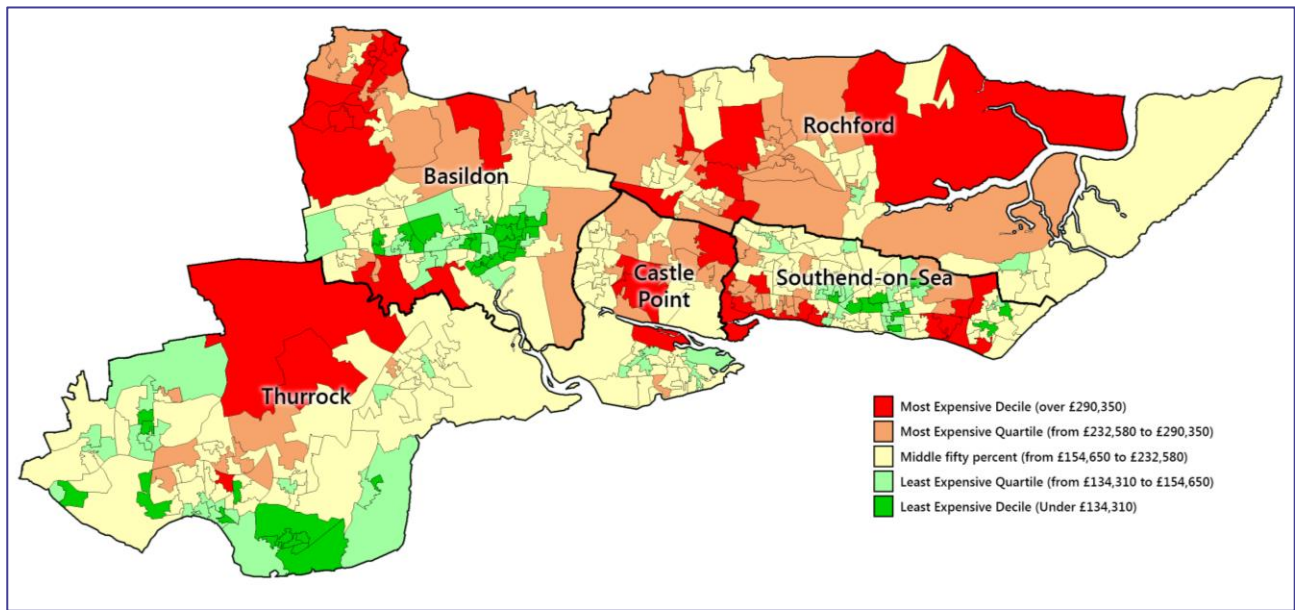 Rochford
Basildon
Castle
Point
Southend-on-Sea
Thurrock
Most Expensive Decile (over £290,350)
Most Expensive Quartile (from £232,580 to £290,350)
Middle fifty percent (from £154,650 to £232,580)
Least Expensive Quartile (from £134,310 to £154,650)
Least Expensive Decile (Under £134,310)